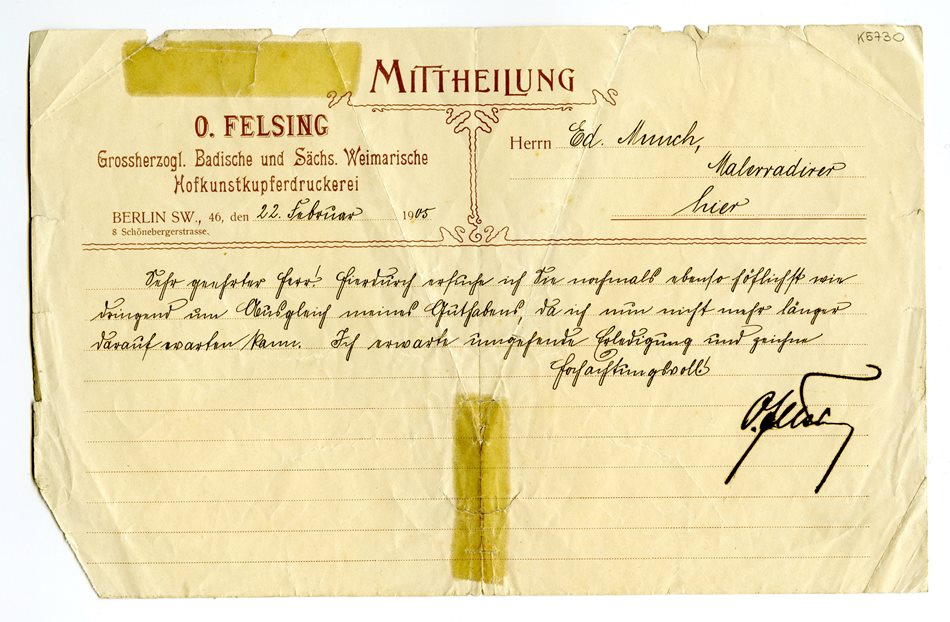 K5730
MITTHEILUNG
O. FELSING
Grossherzogl. Badische und Sächs. Weimarische
Hofkunstkupferdruckerei
BERLIN SW., 46, den 22. Februar 1905
8 Schönebergerstrasse.
Herrn Ed. Munch,
Malerradirer
hier
Sehr geehrter Herr! Hierdurch ersuche ich Sie nochmals ebenso höflichst wie
dringend um Ausgleich meines Guthabens, da ich nun nicht mehr länger
darauf warten kann. Ich erwarte umgehende Erledigung und zeichne
Hochachtungsvoll!
O. Felsing